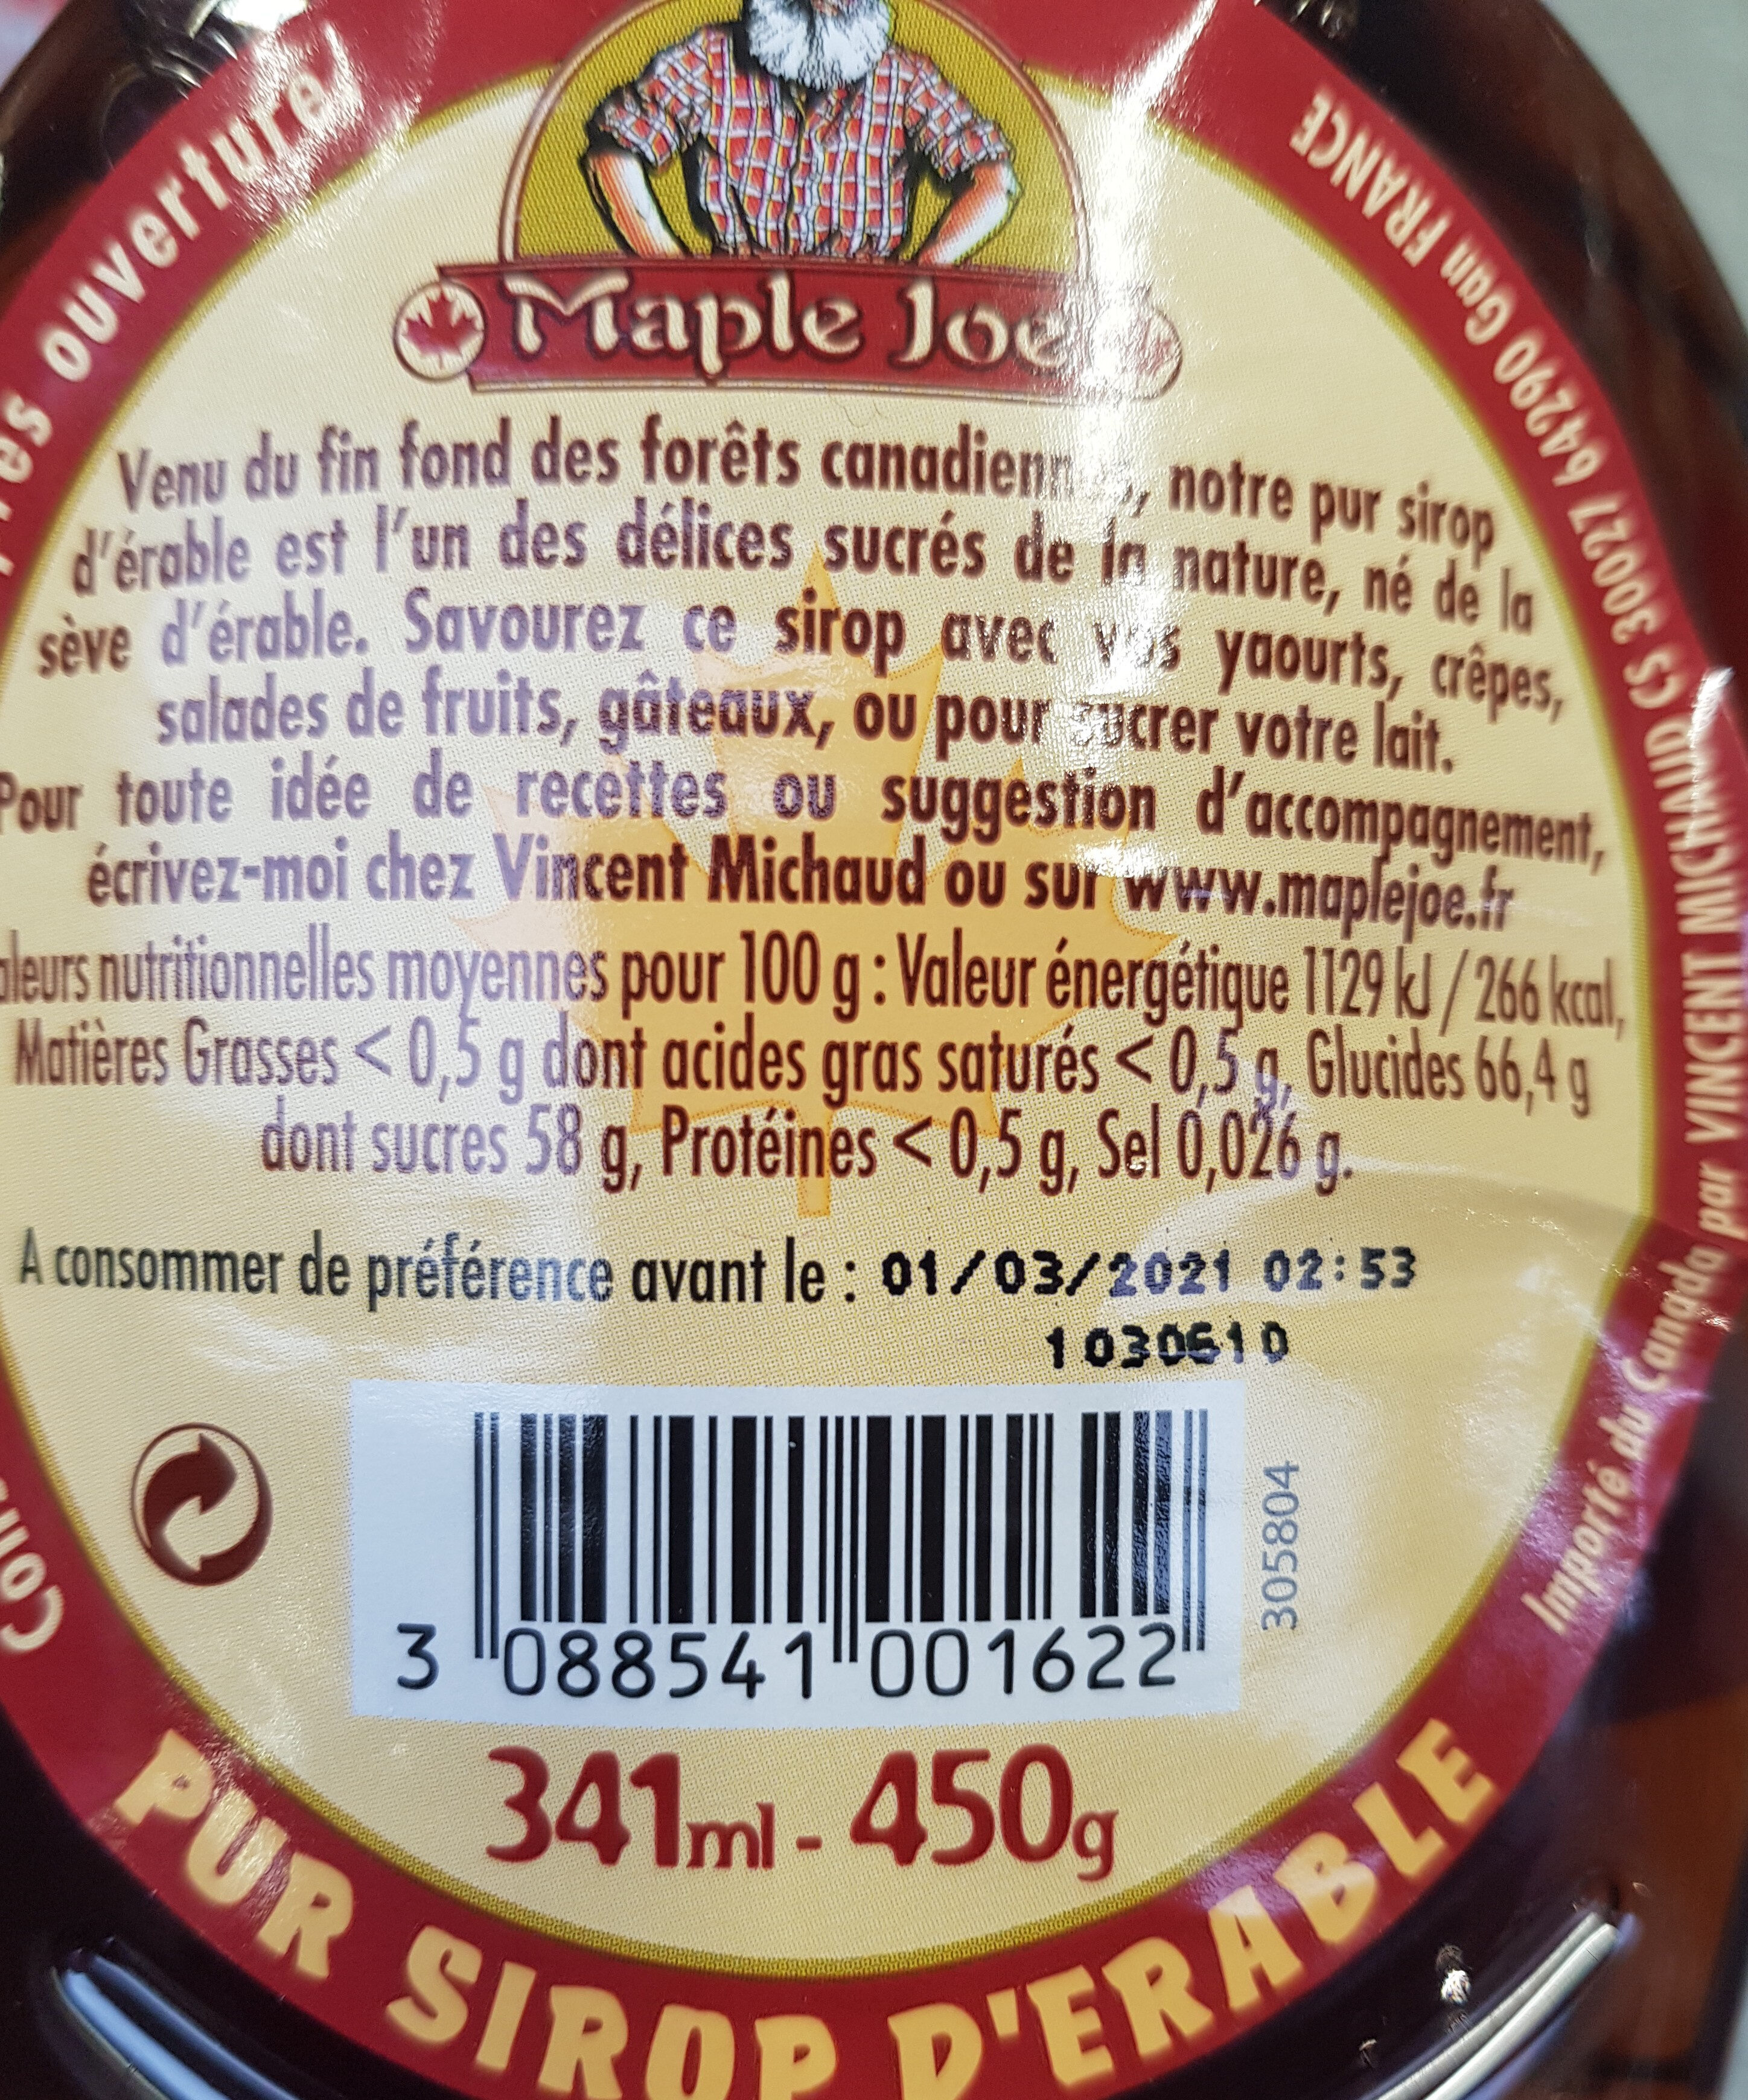 ouverture
Maple Joe
Venu du fin fond des forêts notre pur sirop
d'érable est l'un des délices sucrés de la nature, né de la
sève d'érable. Savourez ce sirop avec vos yaourts, crêpes,
salades de fruits, gâteaux, ou pour sucrer votre lait.
Pour toute idée de recettes ou suggestion d'accompagnement,
écrivez-moi chez Vincent Michaud ou sur www.maplejoe.fr
nutritionnelles moyennes pour 100 g : Valeur énergétique 1129 kJ / 266 kcal,
Matières Grasses < 0,5 g dont acides gras saturés < 0,5 g, Glucides 66,4 g
dont sucres 58 g, Protéines < 0,5 g, Sel 0,026 g.
A consommer de préférence avant le : 01/03/2021 02:53
1030610
3 088541 001622
305804
341ml - 450g
PUR SIROP D'ERABLE
Importé du Canada par VINCENT MICHAUD CS 30027 64290 Gan FRANCE